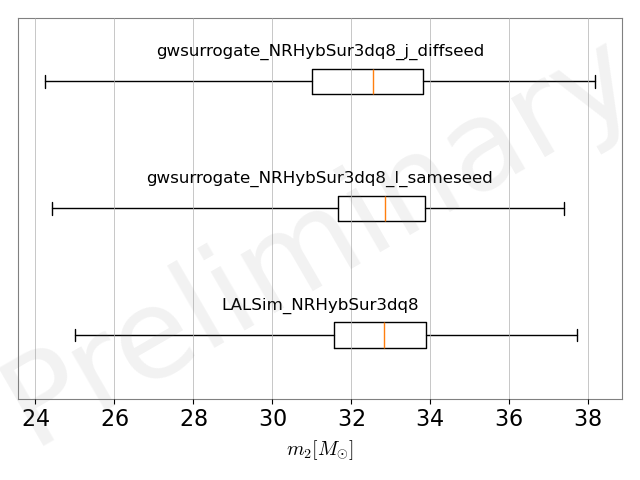 gwsurrogate_NRHybSur3dq8_j_diffseed
gwsurrogate_NRHybSur3dq8_l_sameseed
LALSim_NRHybSur3dq8
Preliminary
24 26 28 30 32 34 36 38
m₂[M☉]